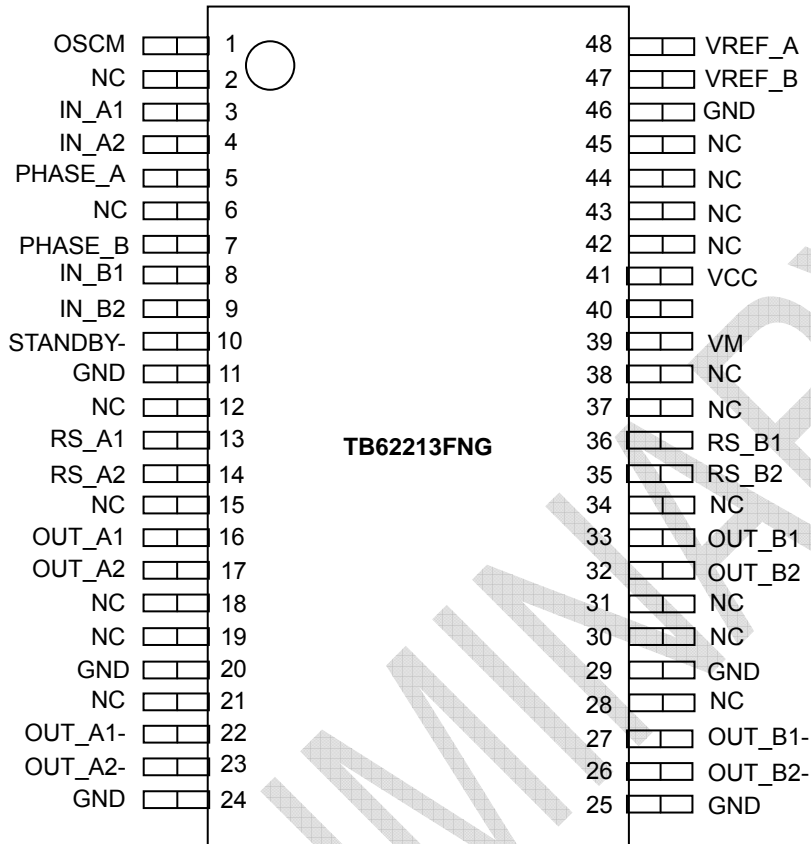 OSCM 1 48 VREF_A
NC 2 47 VREF_B
IN_A1 3 46 GND
IN_A2 4 45 NC
PHASE_A 5 44 NC
NC 6 43 NC
PHASE_B 7 42 NC
IN_B1 8 41 VCC
IN_B2 9 40
STANDBY- 10 39 VM
GND 11 38 NC
NC 12 37 NC
RS_A1 13 TB62213FNG 36 RS_B1
RS_A2 14 35 RS_B2
NC 15 34 NC
OUT_A1 16 33 OUT_B1
OUT_A2 17 32 OUT_B2
NC 18 31 NC
NC 19 30 NC
GND 20 29 GND
NC 21 28 NC
OUT_A1- 22 27 OUT_B1-
OUT_A2- 23 26 OUT_B2-
GND 24 25 GND